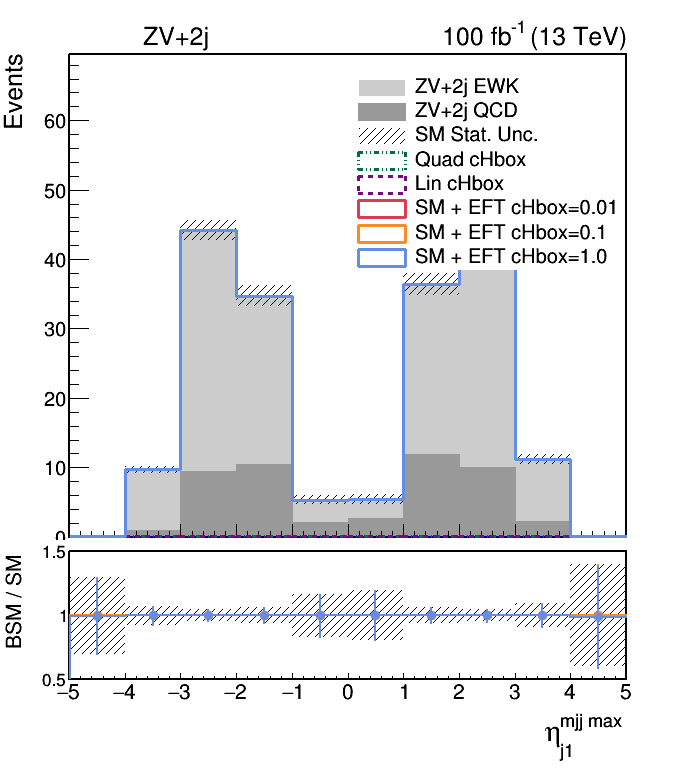 ZV+2j 100 fb⁻¹ (13 TeV)
Events
ZV+2j EWK
ZV+2j QCD
SM Stat. Unc.
Quad cHbox
Lin cHbox
SM + EFT cHbox=0.01
SM + EFT cHbox=0.1
SM + EFT cHbox=1.0
60
50
40
30
20
10
0
BSM / SM
1.5
1
0.5
−5 −4 −3 −2 −1 0 1 2 3 4 5
η_{j1}^{mjj max}